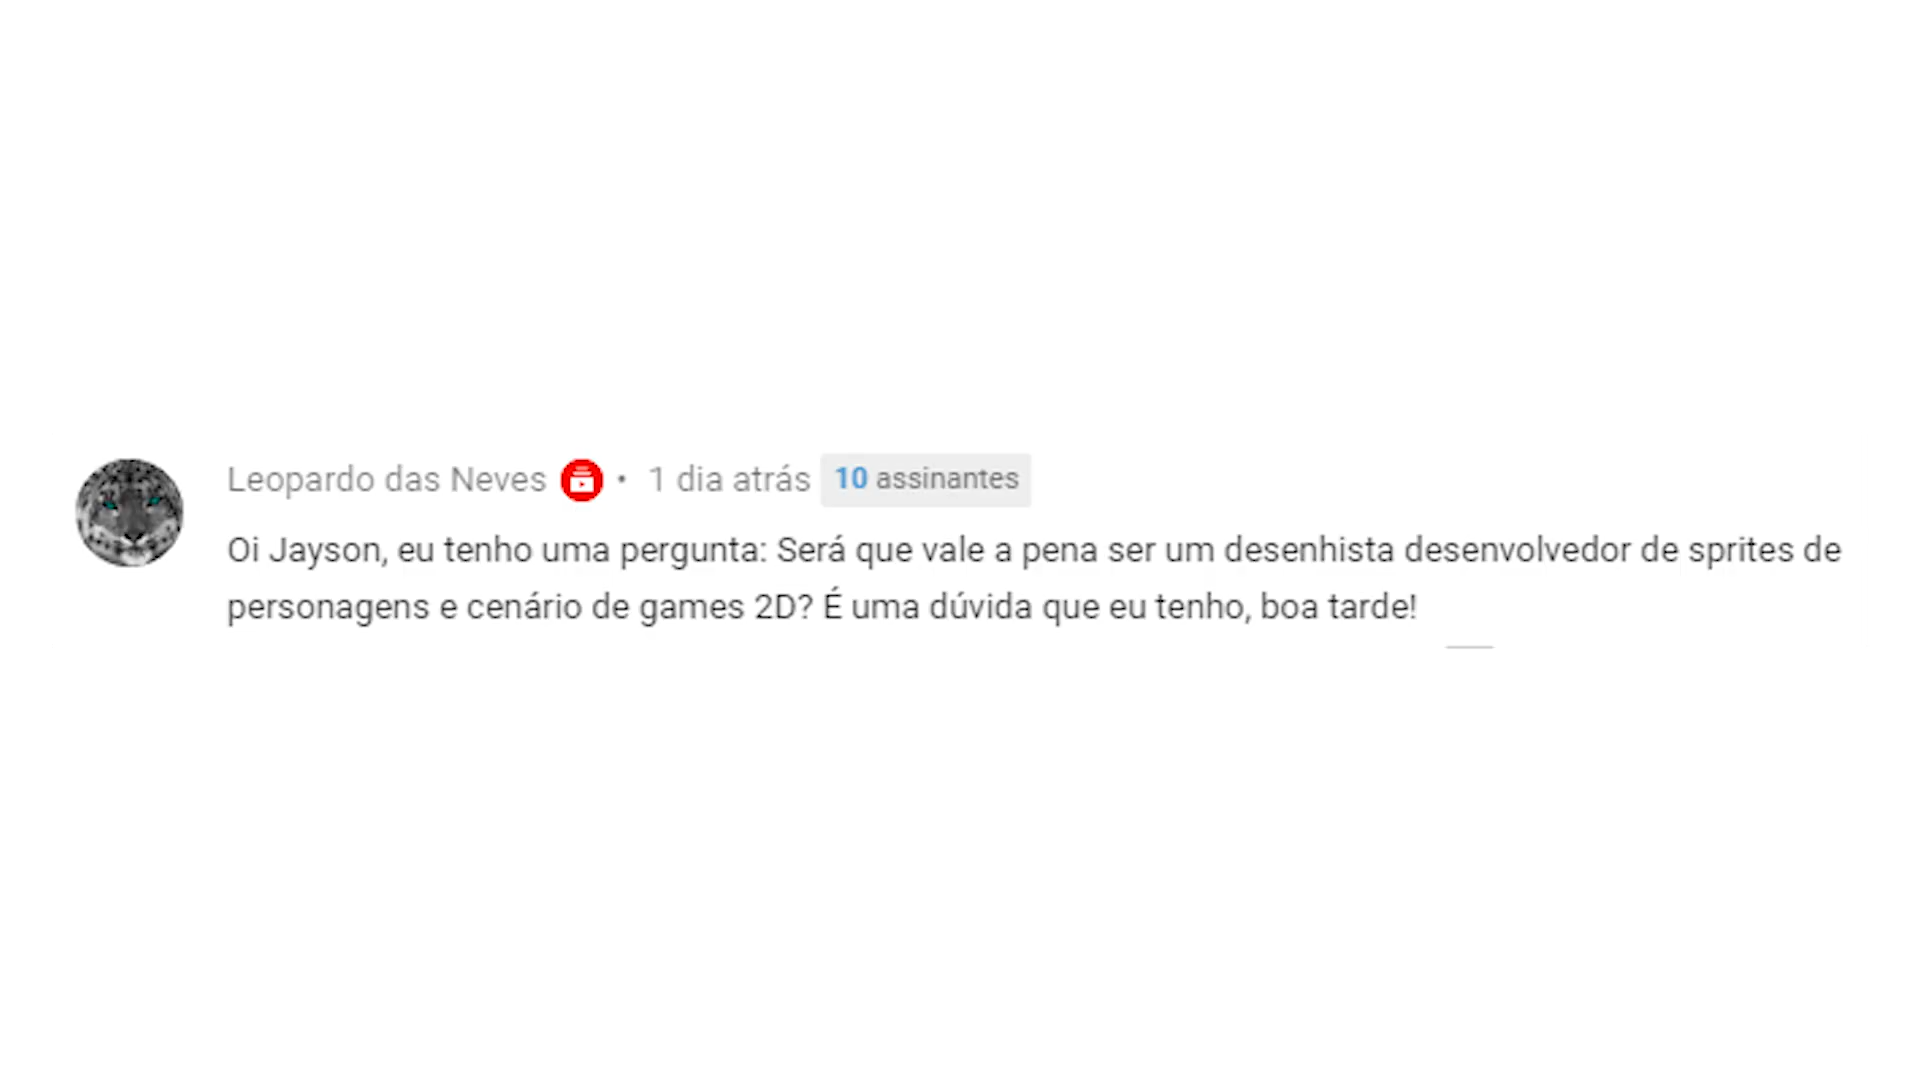 Leopardo das Neves • 1 dia atrás 10 assinantes
Oi Jayson, eu tenho uma pergunta: Será que vale a pena ser um desenhista desenvolvedor de sprites de
personagens e cenário de games 2D? É uma dúvida que eu tenho, boa tarde!